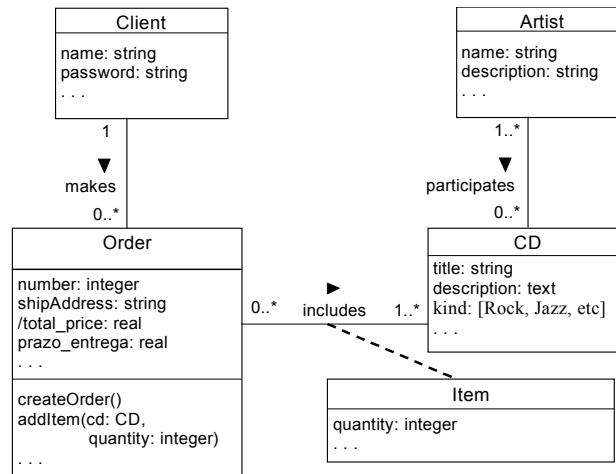 Client
name: string
password: string
. . .
Artist
name: string
description: string
. . .
1
makes
0..*
1..*
participates
0..*
Order
number: integer
shipAddress: string
/total_price: real
prazo_entrega: real
. . .
createOrder()
addItem(cd: CD,
quantity: integer)
. . .
0..*
includes
1..*
CD
title: string
description: text
kind: [Rock, Jazz, etc]
. . .
Item
quantity: integer
. . .